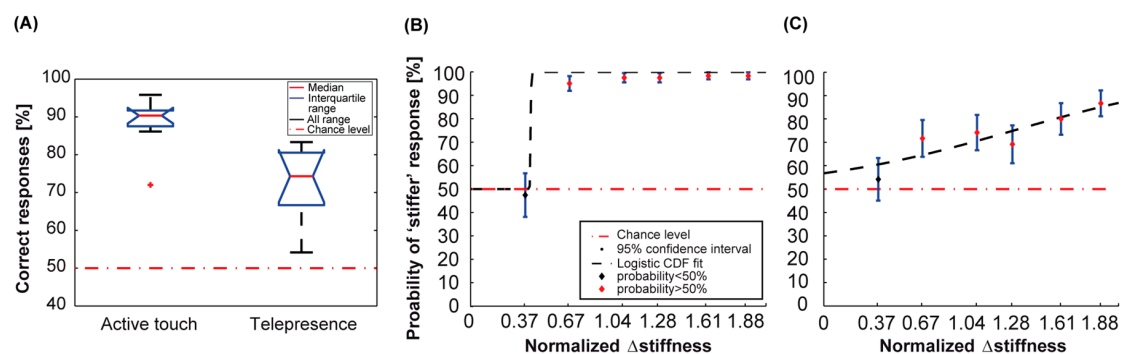 (A)
Correct responses [%]
100
90
80
70
60
50
40
Median
Interquartile
range
All range
Chance level
Active touch
Telepresence
(B)
Proability of 'stiffer' response [%]
100
90
80
70
60
50
40
30
20
10
0
Chance level
95% confidence interval
Logistic CDF fit
probability<50%
probability>50%
0 0.37 0.67 1.04 1.28 1.61 1.88
Normalized Δstiffness
(C)
100
90
80
70
60
50
40
30
20
10
0
0 0.37 0.67 1.04 1.28 1.61 1.88
Normalized Δstiffness